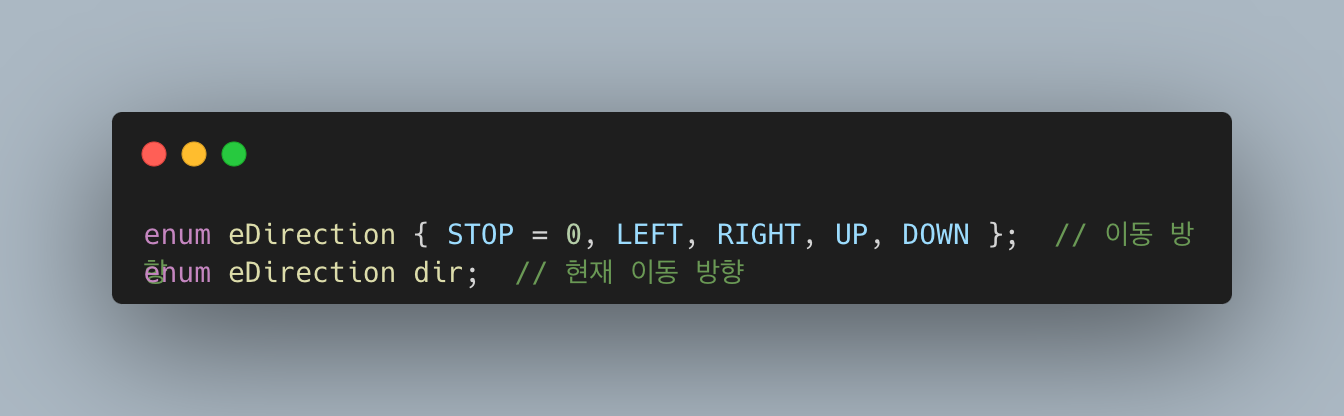 enum eDirection { STOP = 0, LEFT, RIGHT, UP, DOWN };  // 이동 방향
enum eDirection dir;  // 현재 이동 방향